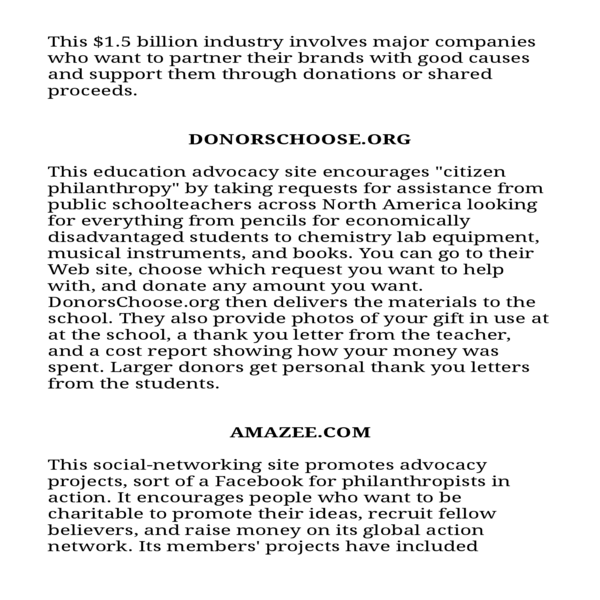 This $1.5 billion industry involves major companies
who want to partner their brands with good causes
and support them through donations or shared
proceeds.
DONORSCHOOSE.ORG
This education advocacy site encourages "citizen
philanthropy" by taking requests for assistance from
public schoolteachers across North America looking
for everything from pencils for economically
disadvantaged students to chemistry lab equipment,
musical instruments, and books. You can go to their
Web site, choose which request you want to help
with, and donate any amount you want.
DonorsChoose.org then delivers the materials to the
school. They also provide photos of your gift in use at
at the school, a thank you letter from the teacher,
and a cost report showing how your money was
spent. Larger donors get personal thank you letters
from the students.
AMAZEE.COM
This social-networking site promotes advocacy
projects, sort of a Facebook for philanthropists in
action. It encourages people who want to be
charitable to promote their ideas, recruit fellow
believers, and raise money on its global action
network. Its members' projects have included